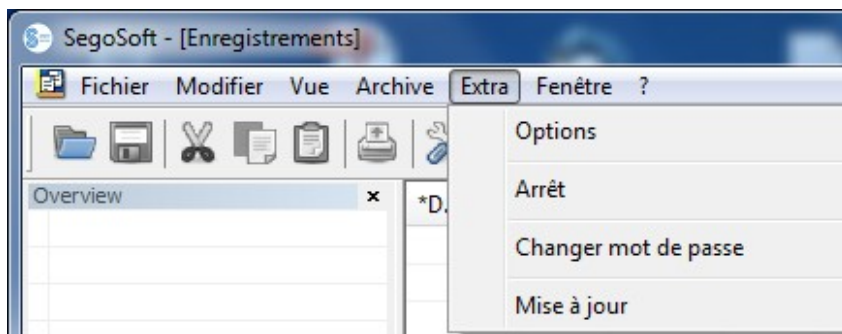 SegoSoft - [Enregistrements]
Fichier Modifier Vue Archive Extra Fenêtre ?
Options
Overview x *D.
Arrêt
Changer mot de passe
Mise à jour